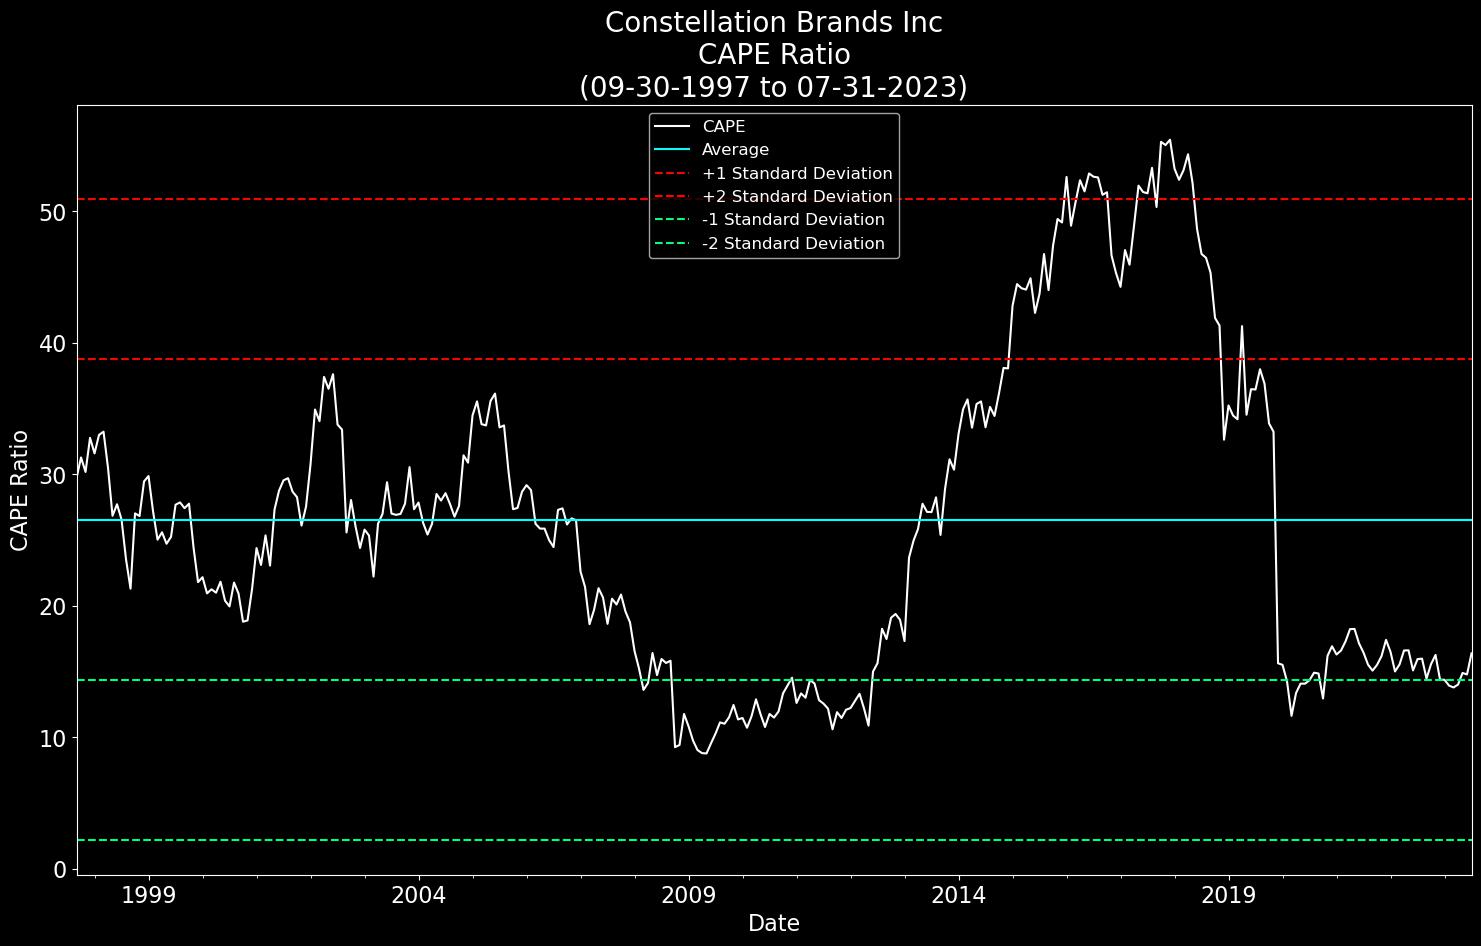 Constellation Brands Inc
CAPE Ratio
(09-30-1997 to 07-31-2023)
CAPE
Average
+1 Standard Deviation
+2 Standard Deviation
-1 Standard Deviation
-2 Standard Deviation
CAPE Ratio
50
40
30
20
10
0
1999
2004
2009
2014
2019
Date